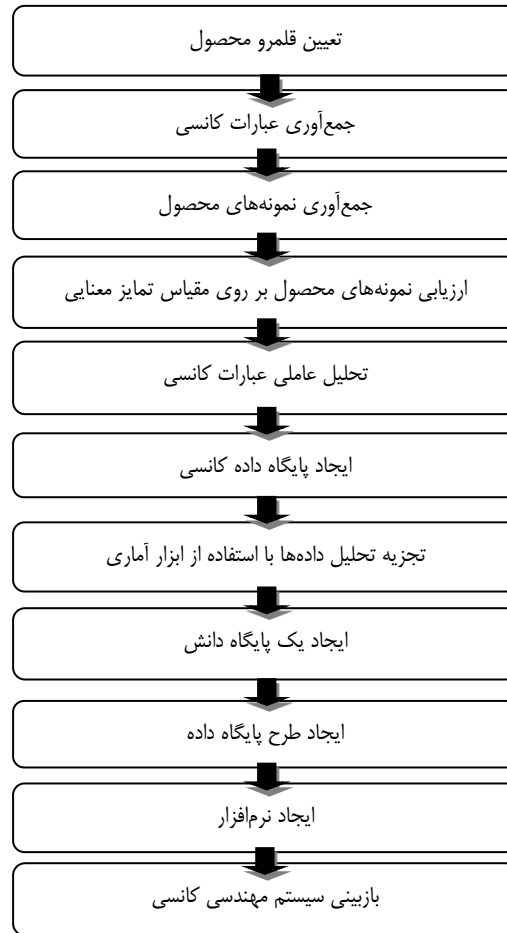 تعیین قلمرو محصول
جمع‌آوری عبارات کانسی
جمع‌آوری نمونه‌های محصول
ارزیابی نمونه‌های محصول بر روی مقیاس تمایز معنایی
تحلیل عاملی عبارات کانسی
ایجاد پایگاه داده کانسی
تجزیه تحلیل داده‌ها با استفاده از ابزار آماری
ایجاد یک پایگاه دانش
ایجاد طرح پایگاه داده
ایجاد نرم‌افزار
بازبینی سیستم مهندسی کانسی